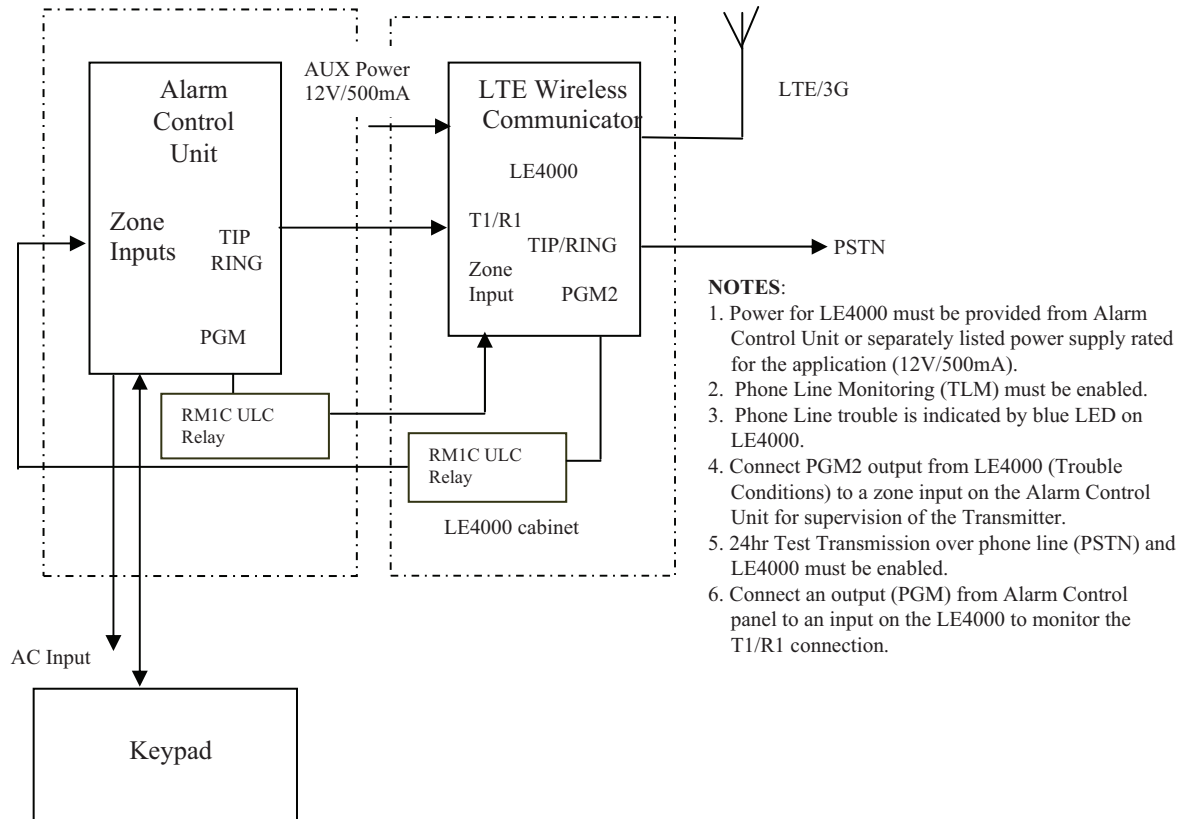 Alarm
Control
Unit
Zone
Inputs
TIP
RING
PGM
AUX Power
12V/500mA
LTE Wireless
Communicator
LE4000
T1/R1
TIP/RING
Zone
Input
PGM2
LTE/3G
PSTN
RM1C ULC
Relay
RM1C ULC
Relay
LE4000 cabinet
AC Input
Keypad
NOTES:
1. Power for LE4000 must be provided from Alarm
Control Unit or separately listed power supply rated
for the application (12V/500mA).
2. Phone Line Monitoring (TLM) must be enabled.
3. Phone Line trouble is indicated by blue LED on
LE4000.
4. Connect PGM2 output from LE4000 (Trouble
Conditions) to a zone input on the Alarm Control
Unit for supervision of the Transmitter.
5. 24hr Test Transmission over phone line (PSTN) and
LE4000 must be enabled.
6. Connect an output (PGM) from Alarm Control
panel to an input on the LE4000 to monitor the
T1/R1 connection.